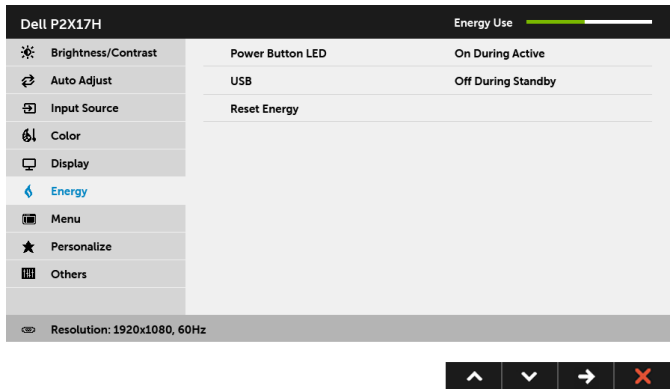 Dell P2X17H Energy Use
Brightness/Contrast Power Button LED On During Active
Auto Adjust USB Off During Standby
Input Source Reset Energy
Color
Display
Energy
Menu
Personalize
Others
Resolution: 1920x1080, 60Hz